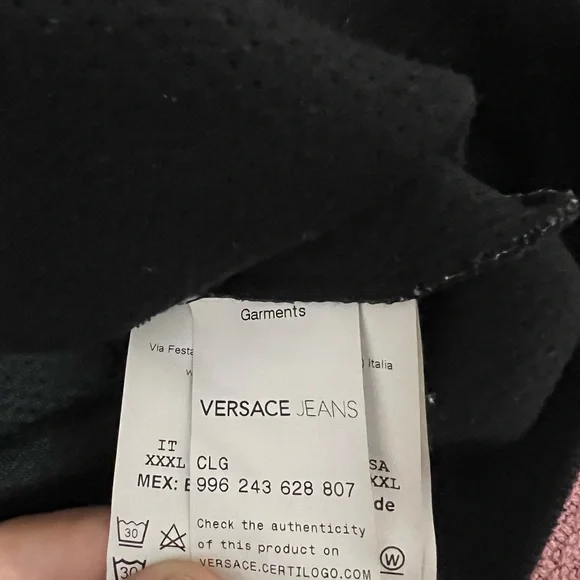 Garments
Via Festa
Italia
VERSACE JEANS
IT
XXXL
CLG
SA
XXL
MEX: E
996 243 628 807
de
Check the authenticity
of this product on
VERSACE.CERTILOGO.COM
30
W
30